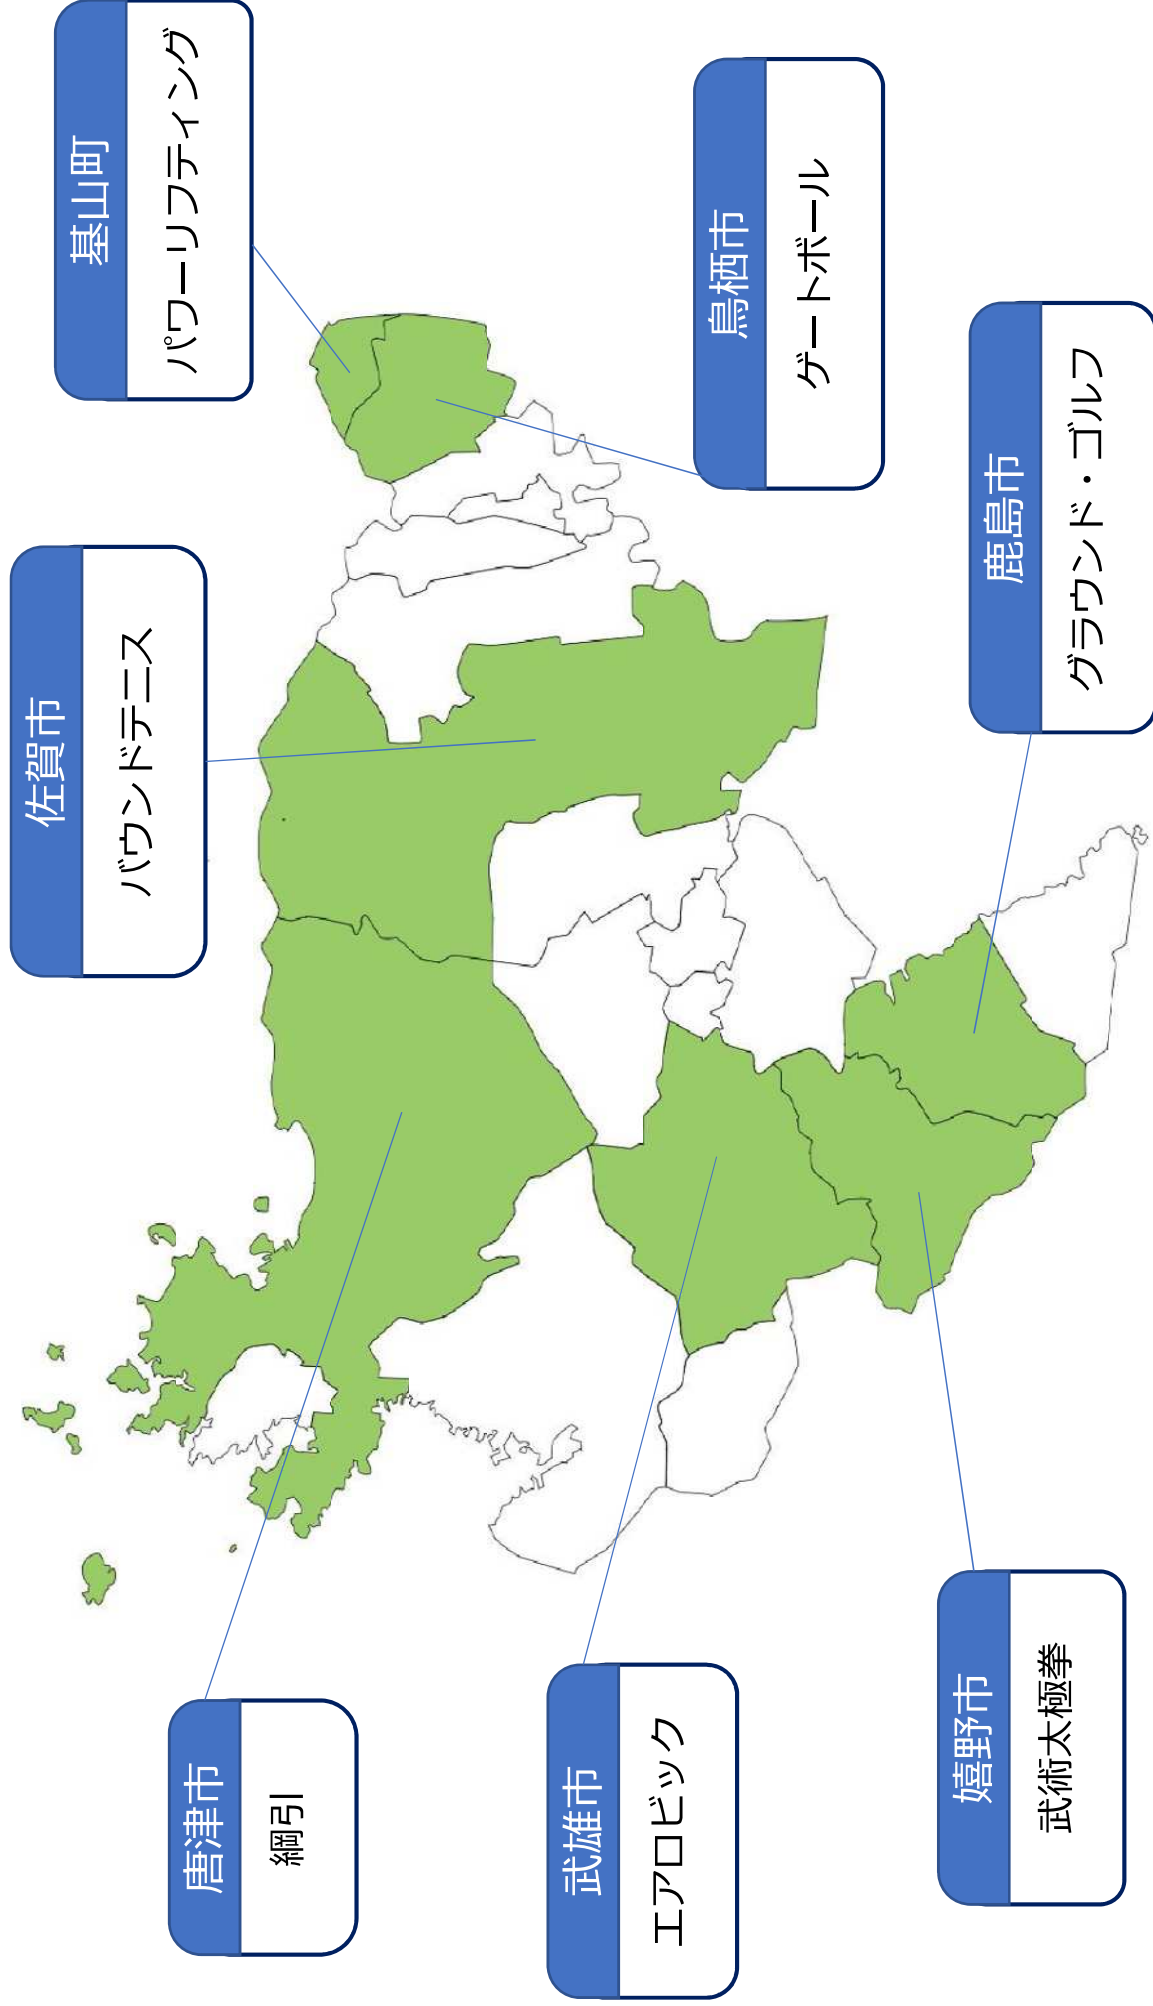 佐賀市
バウンドテニス
基山町
パワーリフティング
唐津市
綱引
鳥栖市
ゲートボール
武雄市
エアロビック
鹿島市
グラウンド・ゴルフ
嬉野市
武術太極拳